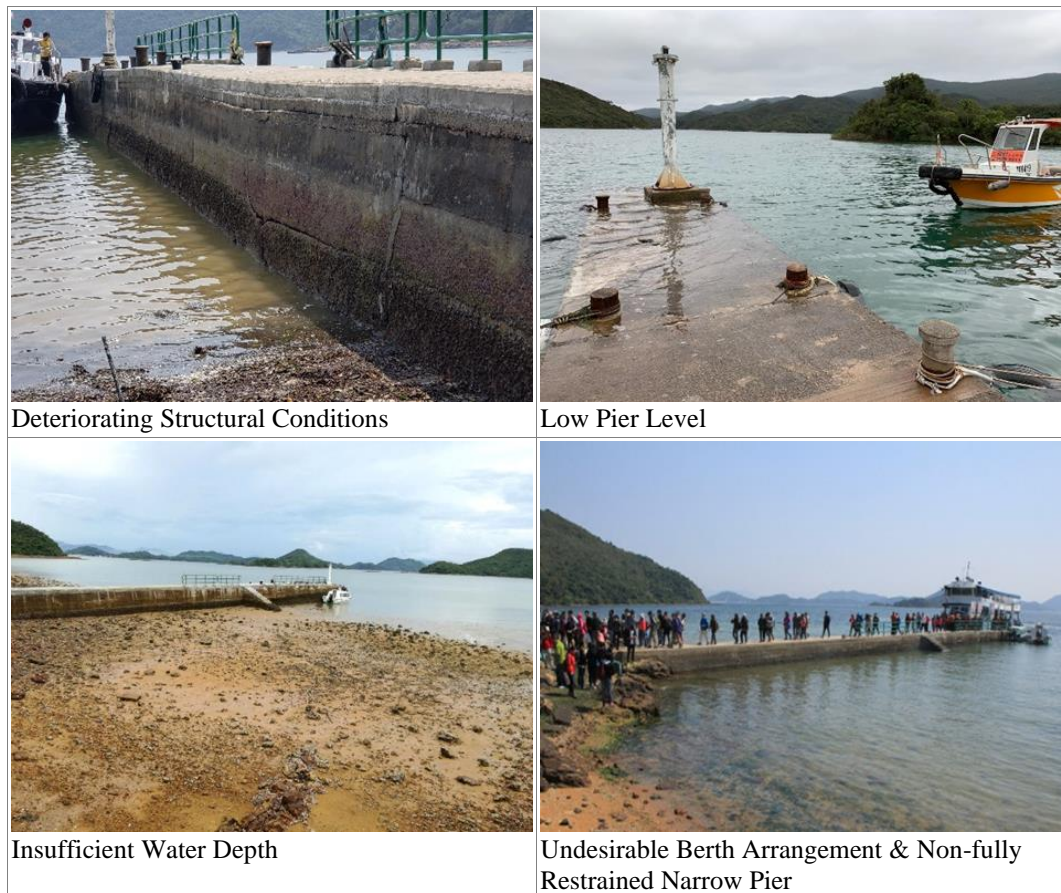 Deteriorating Structural Conditions
Low Pier Level
Insufficient Water Depth
Undesirable Berth Arrangement & Non-fully
Restrained Narrow Pier